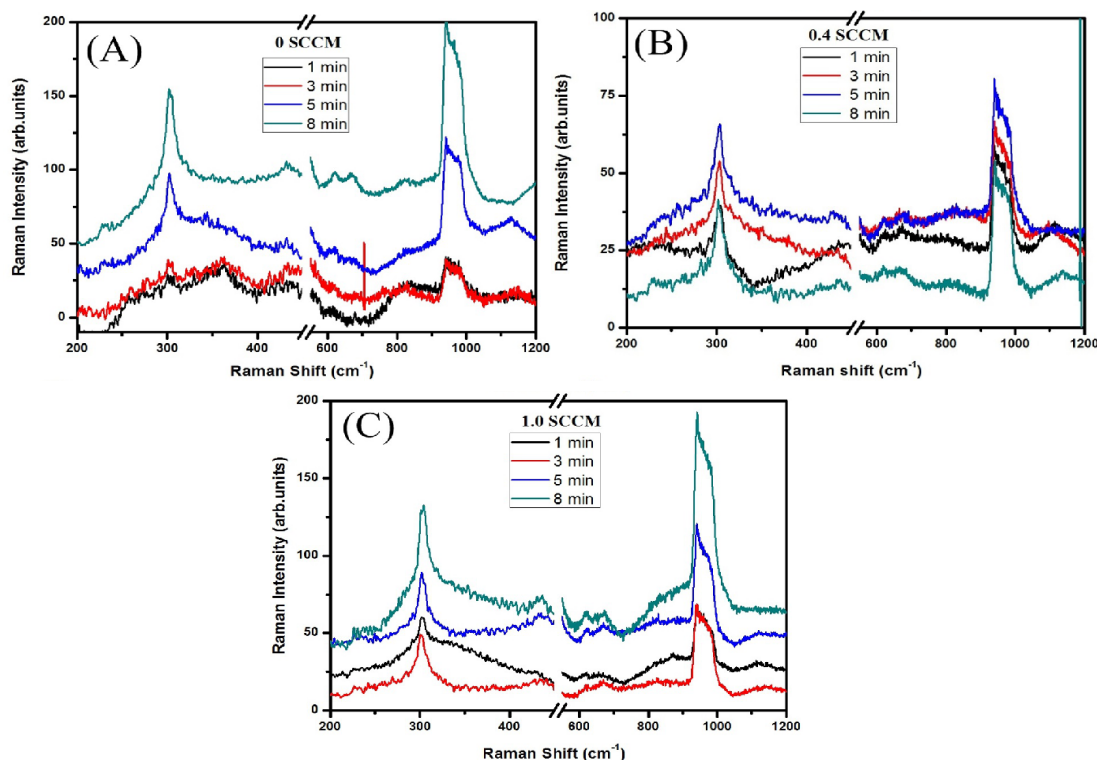 (A)
0 SCCM
1 min
3 min
5 min
8 min
Raman Intensity (arb.units)
200
150
100
50
0
200 300 400 600 800 1000 1200
Raman Shift (cm⁻¹)
(B)
0.4 SCCM
1 min
3 min
5 min
8 min
Raman Intensity (arb.units)
100
75
50
25
0
200 300 400 600 800 1000 1200
Raman shift (cm⁻¹)
(C)
1.0 SCCM
1 min
3 min
5 min
8 min
Raman Intensity (arb.units)
200
150
100
50
0
200 300 400 600 800 1000 1200
Raman Shift (cm⁻¹)